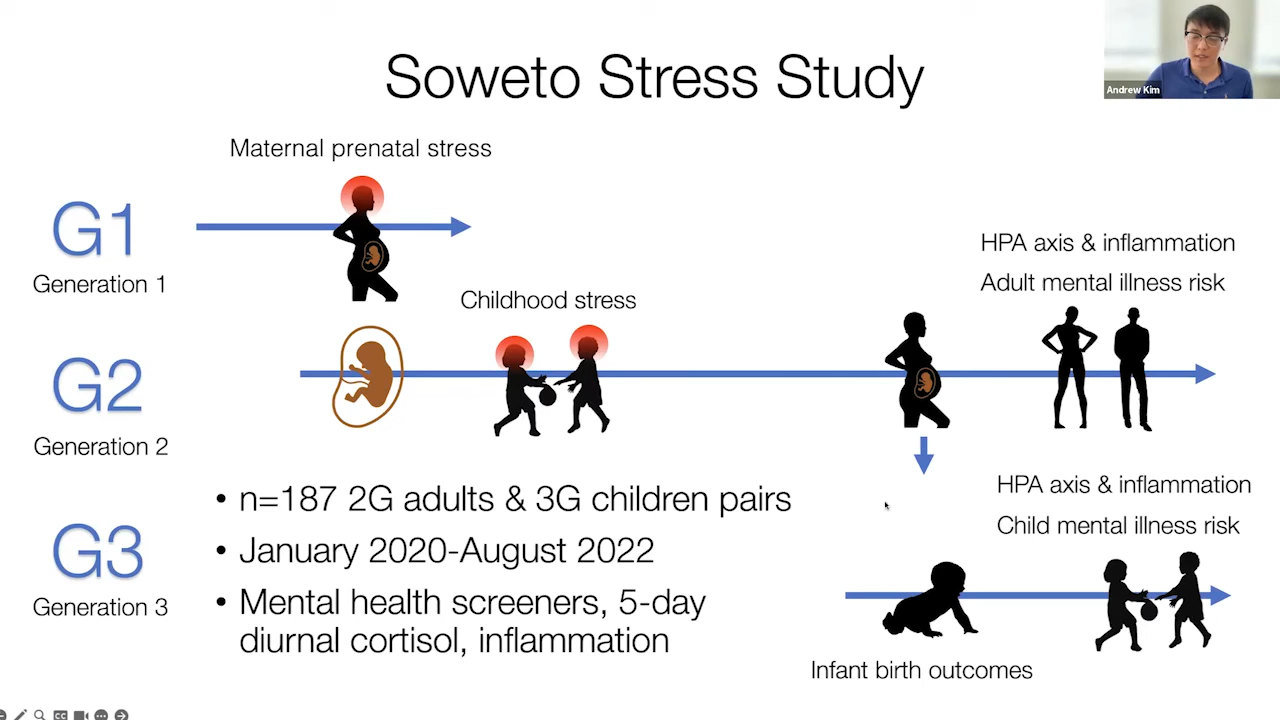 Soweto Stress Study
Andrew Kim
Maternal prenatal stress
G1
Generation 1
HPA axis & inflammation
Adult mental illness risk
Childhood stress
G2
Generation 2
• n=187 2G adults & 3G children pairs
• January 2020-August 2022
• Mental health screeners, 5-day
diurnal cortisol, inflammation
HPA axis & inflammation
Child mental illness risk
G3
Generation 3
Infant birth outcomes
CC